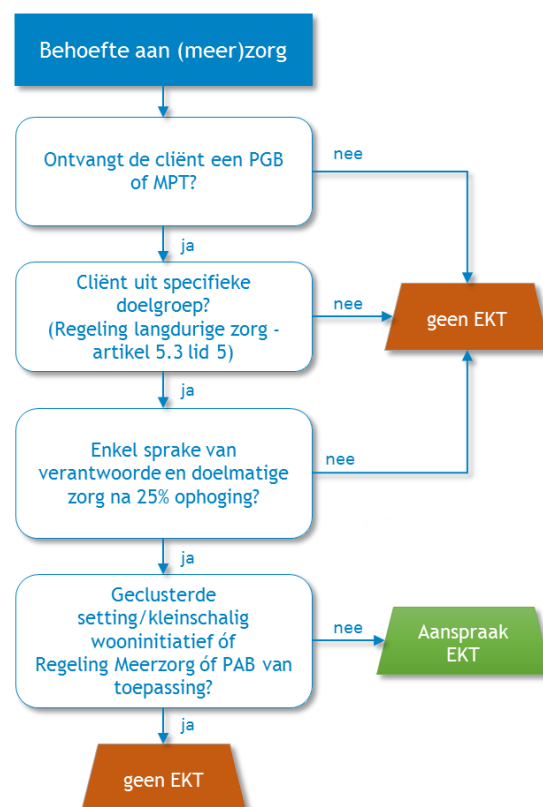 Behoefte aan (meer)zorg
Ontvangt de cliënt een PGB
of MPT?
nee
ja
Cliënt uit specifieke
doelgroep?
(Regeling langdurige zorg -
artikel 5.3 lid 5)
nee
geen EKT
ja
Enkel sprake van
verantwoorde en doelmatige
zorg na 25% ophoging?
nee
ja
Geclusterde
setting/kleinschalig
wooninitiatief óf
Regeling Meerzorg óf PAB van
toepassing?
nee
Aanspraak
EKT
ja
geen EKT